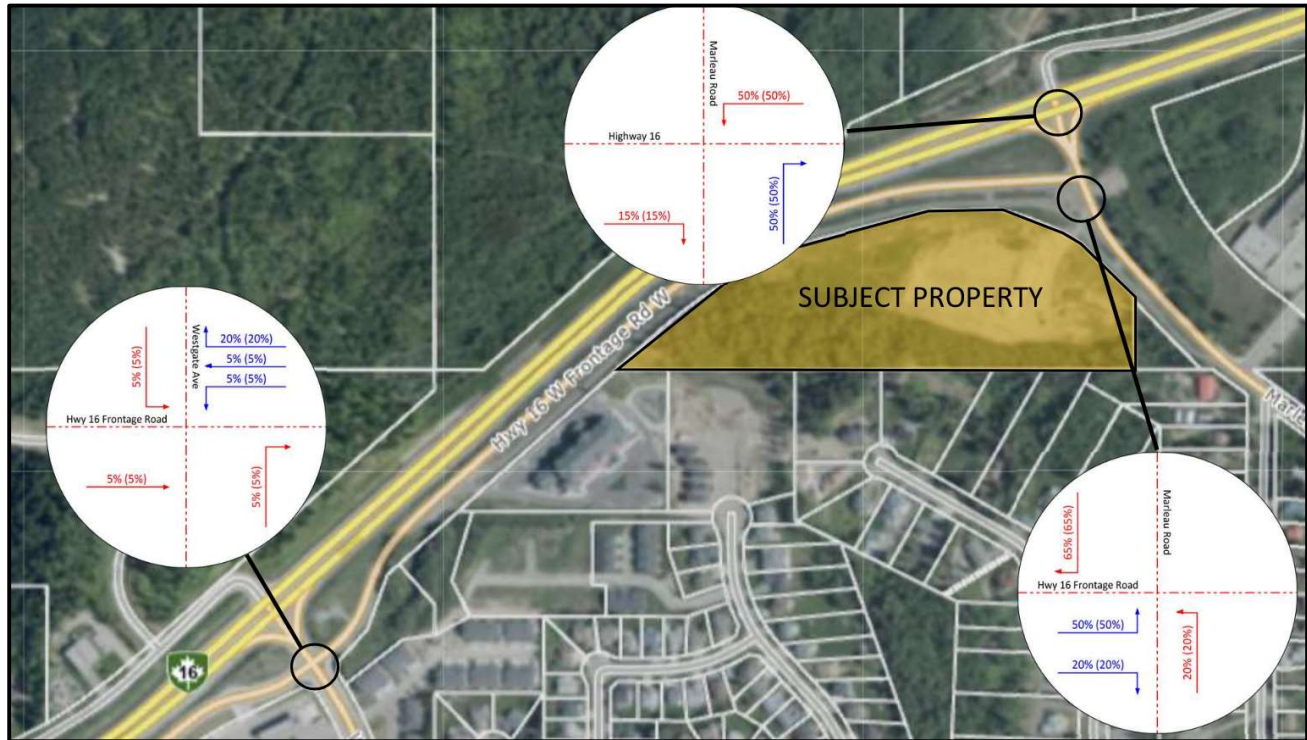 Marleau Road
50% (50%)
Highway 16
15% (15%)
50% (50%)
SUBJECT PROPERTY
Hwy 16 W Frontage Rd W
Westgate Ave
5% (5%)
20% (20%)
5% (5%)
5% (5%)
Hwy 16 Frontage Road
5% (5%)
5% (5%)
Marle
Marleau Road
65% (65%)
Hwy 16 Frontage Road
50% (50%)
20% (20%)
20% (20%)
16